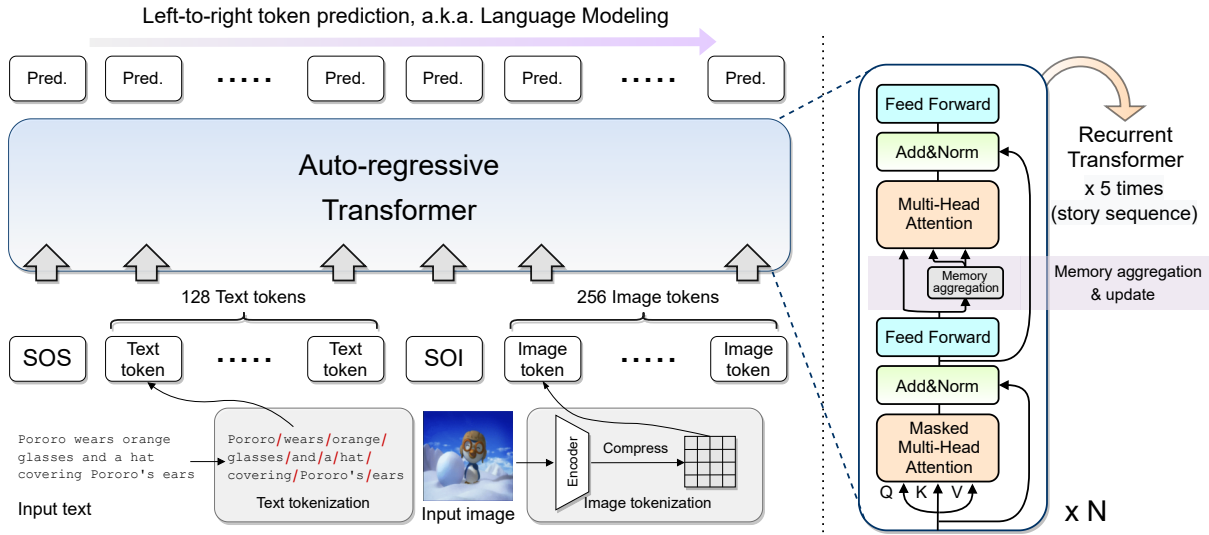 Left-to-right token prediction, a.k.a. Language Modeling
Pred.
Pred.
.....
Pred.
Pred.
Pred.
.....
Pred.
Auto-regressive
Transformer
128 Text tokens
256 Image tokens
SOS
Text
token
.....
Text
token
SOI
Image
token
.....
Image
token
Pororo wears orange
glasses and a hat
covering Pororo's ears
Input text
Pororo/wears/orange/
glasses/and/a/hat/
covering/Pororo's/ears
Text tokenization
Input image
Encoder
Compress
Image tokenization
Feed Forward
Add&Norm
Multi-Head
Attention
Memory
aggregation
Feed Forward
Add&Norm
Masked
Multi-Head
Attention
Q K V
x N
Recurrent
Transformer
x 5 times
(story sequence)
Memory aggregation
& update